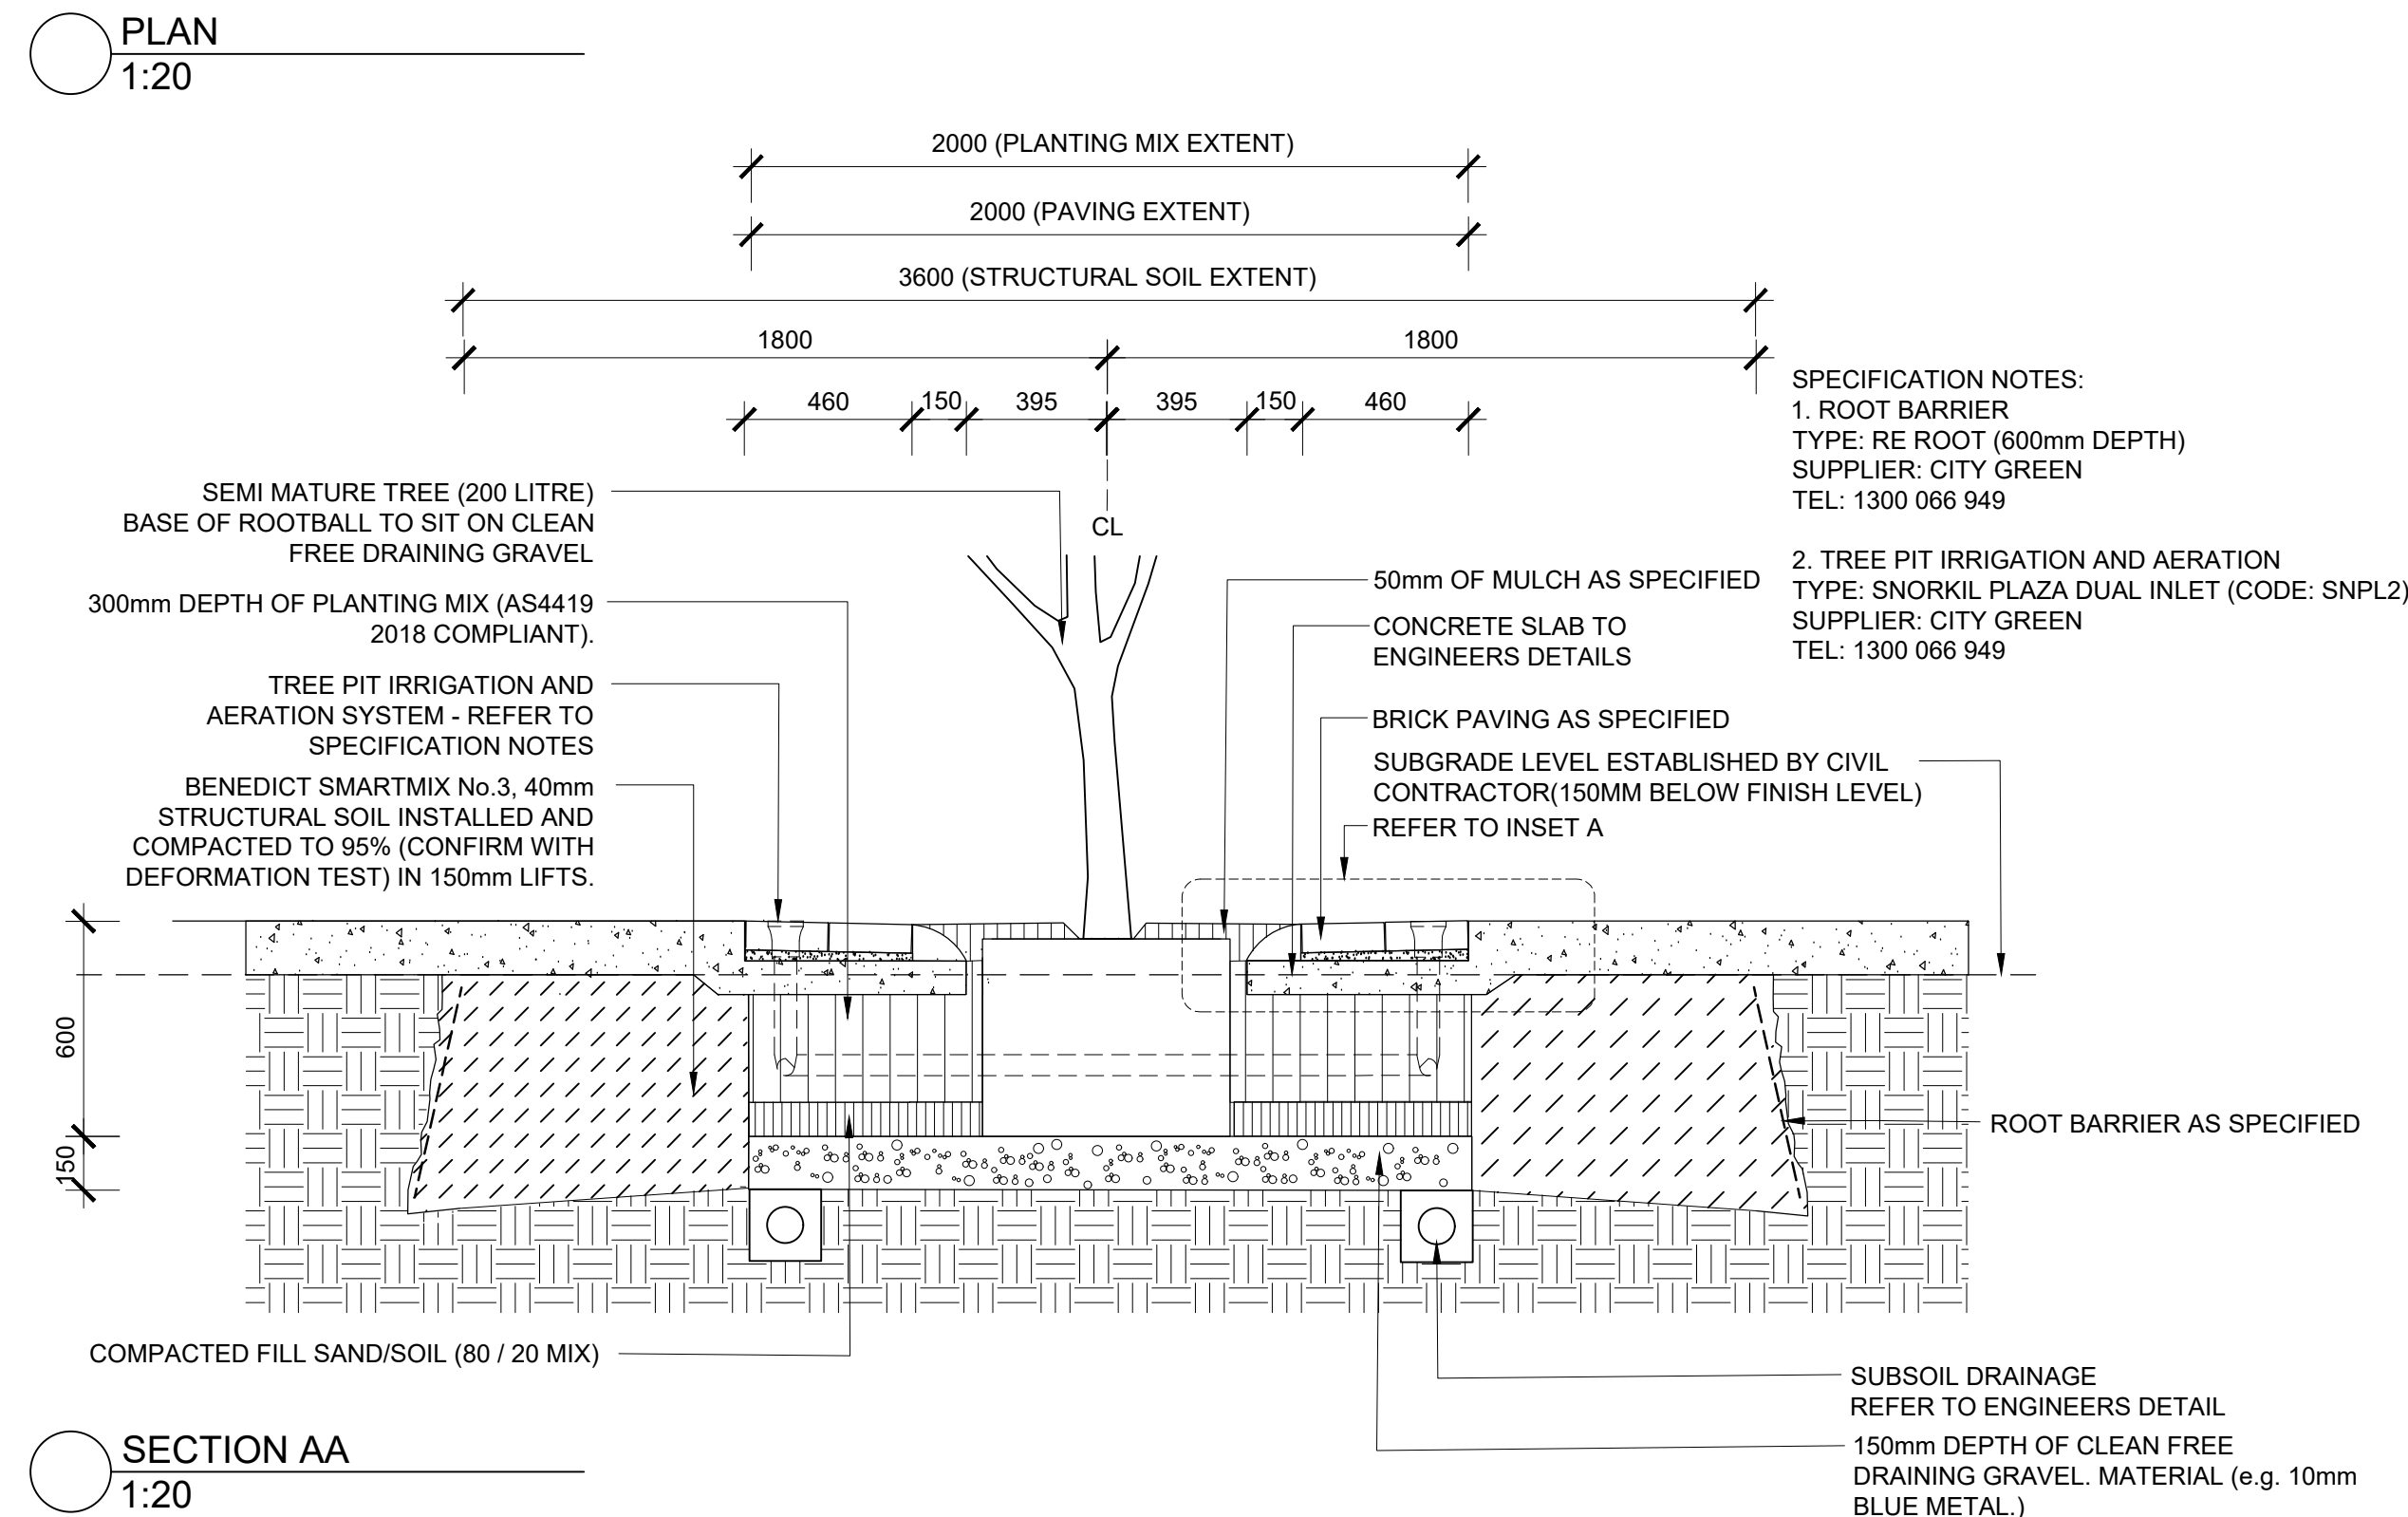 PLAN
1:20
2000 (PLANTING MIX EXTENT)
2000 (PAVING EXTENT)
3600 (STRUCTURAL SOIL EXTENT)
1800
1800
460
150
395
395
150
460
CL
SPECIFICATION NOTES:
1. ROOT BARRIER
TYPE: RE ROOT (600mm DEPTH)
SUPPLIER: CITY GREEN
TEL: 1300 066 949
2. TREE PIT IRRIGATION AND AERATION
TYPE: SNORKIL PLAZA DUAL INLET (CODE: SNPL2)
SUPPLIER: CITY GREEN
TEL: 1300 066 949
SEMI MATURE TREE (200 LITRE)
BASE OF ROOTBALL TO SIT ON CLEAN
FREE DRAINING GRAVEL
300mm DEPTH OF PLANTING MIX (AS4419
2018 COMPLIANT).
TREE PIT IRRIGATION AND
AERATION SYSTEM - REFER TO
SPECIFICATION NOTES
BENEDICT SMARTMIX No.3, 40mm
STRUCTURAL SOIL INSTALLED AND
COMPACTED TO 95% (CONFIRM WITH
DEFORMATION TEST) IN 150mm LIFTS.
50mm OF MULCH AS SPECIFIED
CONCRETE SLAB TO
ENGINEERS DETAILS
BRICK PAVING AS SPECIFIED
SUBGRADE LEVEL ESTABLISHED BY CIVIL
CONTRACTOR(150MM BELOW FINISH LEVEL)
REFER TO INSET A
600
150
ROOT BARRIER AS SPECIFIED
COMPACTED FILL SAND/SOIL (80 / 20 MIX)
SUBSOIL DRAINAGE
REFER TO ENGINEERS DETAIL
150mm DEPTH OF CLEAN FREE
DRAINING GRAVEL. MATERIAL (e.g. 10mm
BLUE METAL.)
SECTION AA
1:20